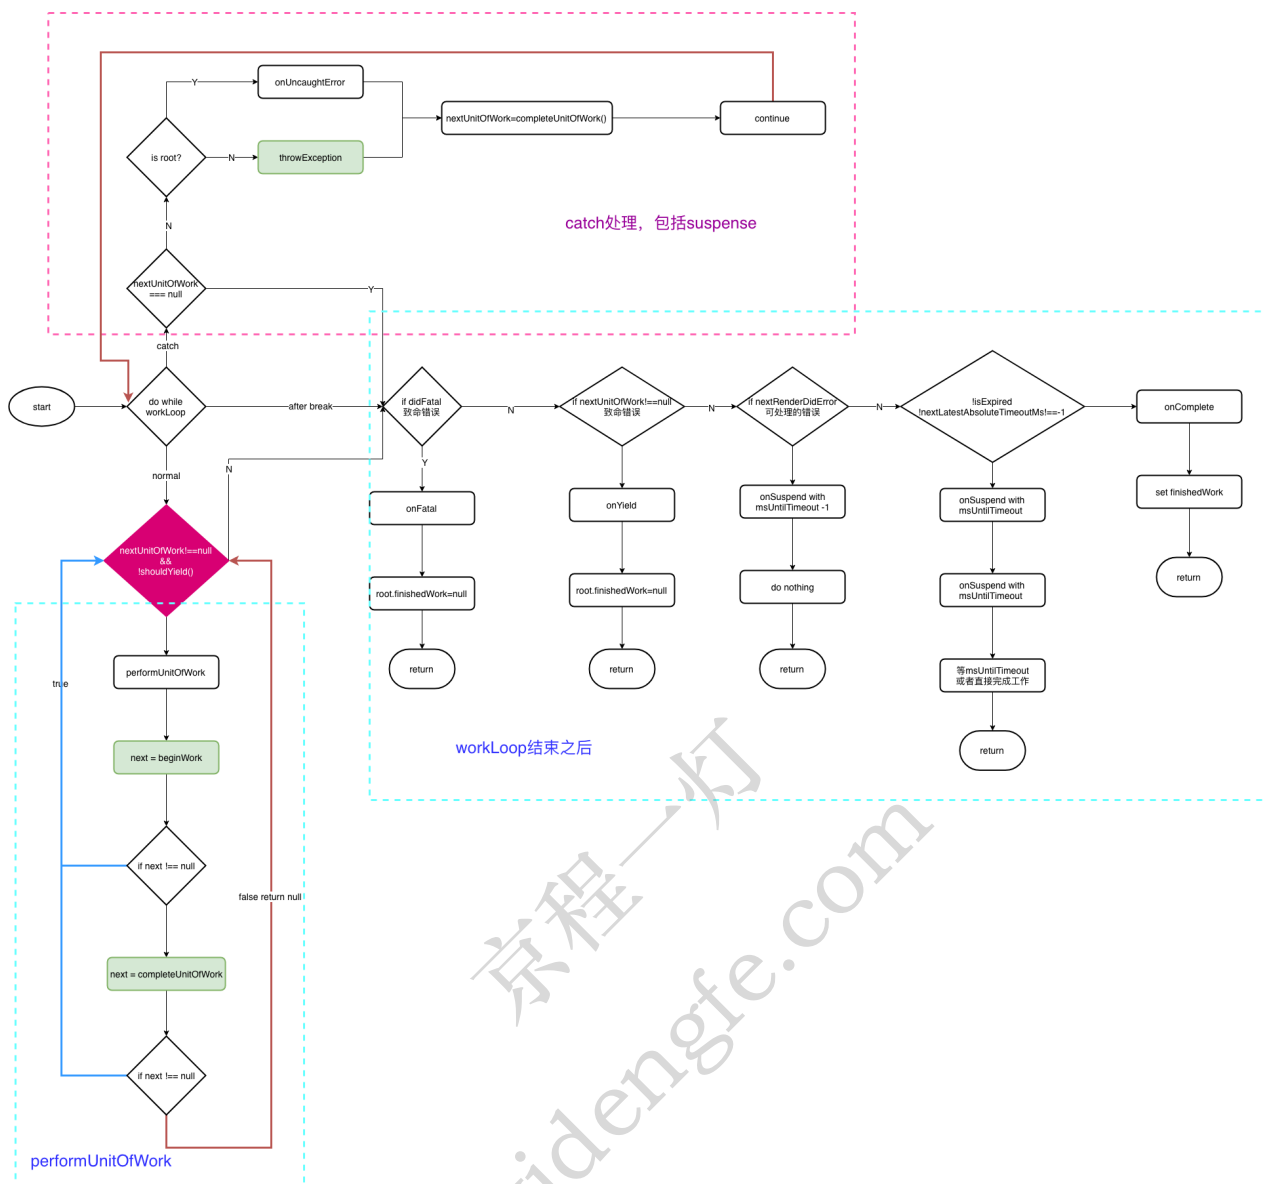 Y
onUncaughtError
nextUnitOfWork=completeUnitOfWork()
continue
is root?
N
throwException
catch处理，包括suspense
N
nextUnitOfWork
=== null
Y
catch
start
do while
workLoop
after break
if didFatal
致命错误
N
if nextUnitOfWork!==null
致命错误
N
if nextRenderDidError
可处理的错误
N
!isExpired
!nextLatestAbsoluteTimeoutMs!==-1
onComplete
normal
N
Y
onFatal
onYield
onSuspend with
msUntilTimeout -1
onSuspend with
msUntilTimeout
set finishedWork
nextUnitOfWork!==null
&&
!shouldYield()
root.finishedWork=null
root.finishedWork=null
do nothing
onSuspend with
msUntilTimeout
return
performUnitOfWork
true
return
return
return
等msUntilTimeout
或者直接完成工作
return
next = beginWork
workLoop结束之后
if next !== null
false return null
next = completeUnitOfWork
if next !== null
performUnitOfWork
京程一灯
idengfe.com